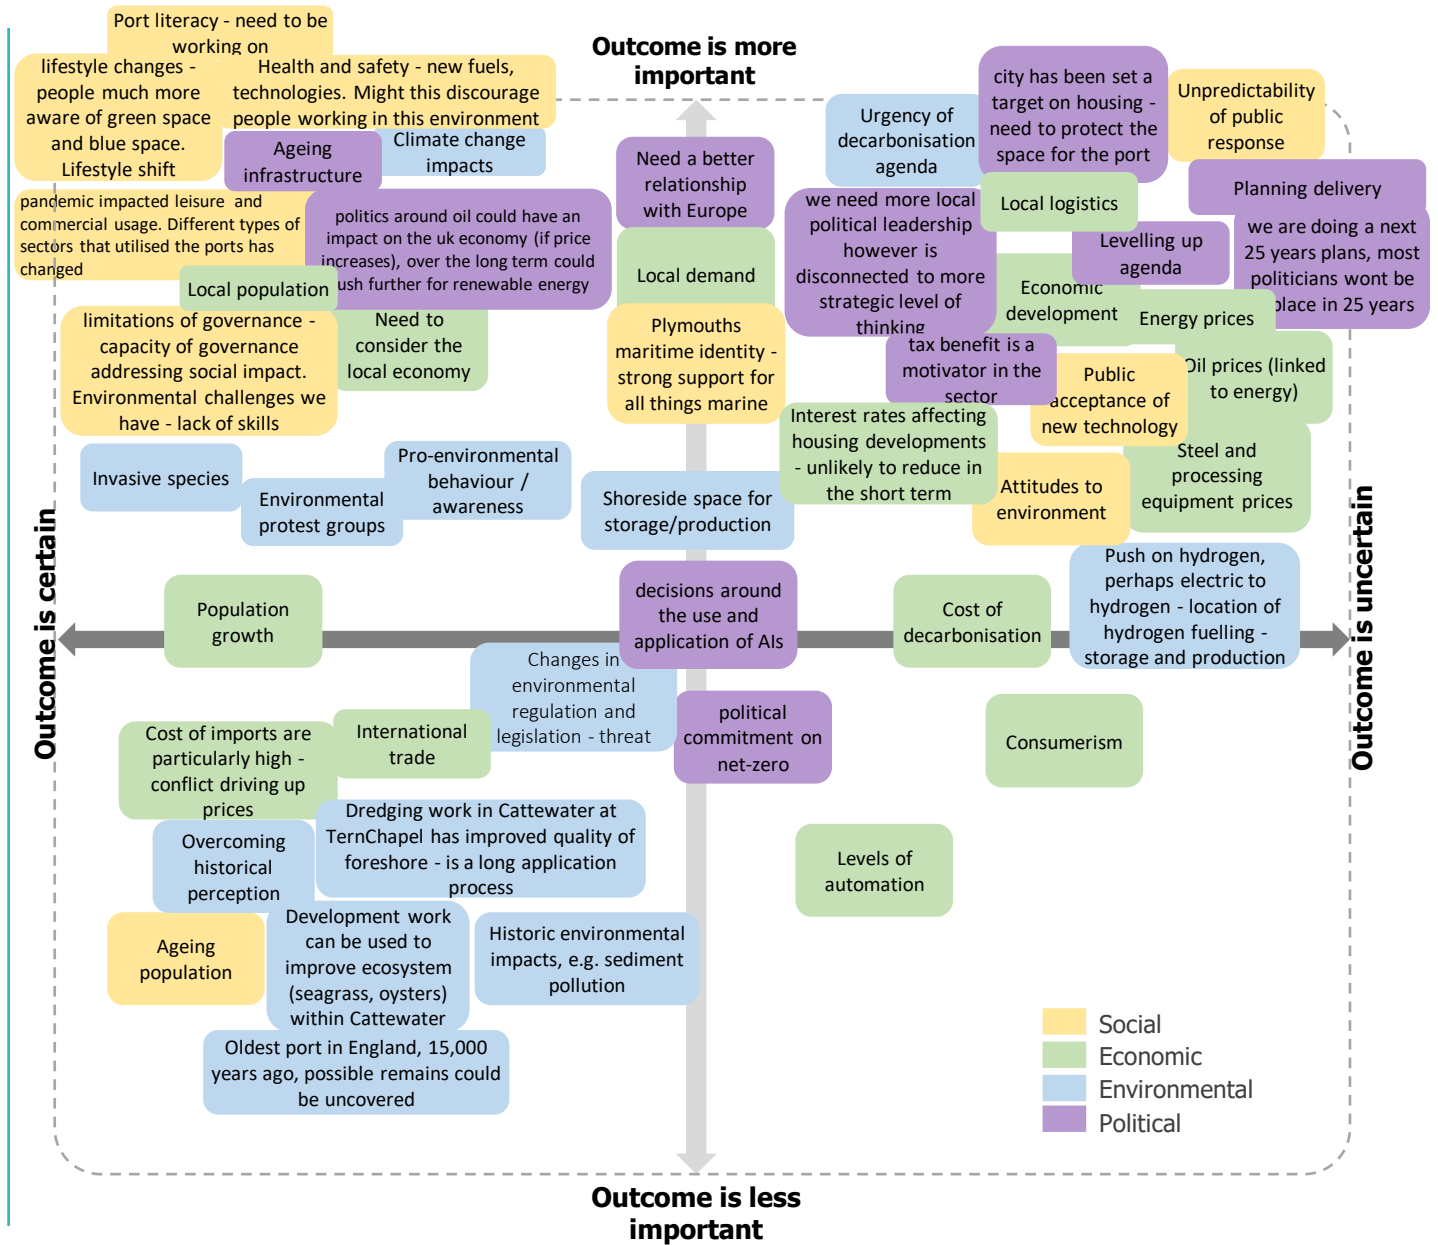 Port literacy - need to be
working on
lifestyle changes -
people much more
aware of green space
and blue space.
Lifestyle shift
Health and safety - new fuels,
technologies. Might this discourage
people working in this environment
Ageing
infrastructure
Climate change
impacts
pandemic impacted leisure and
commercial usage. Different types of
sectors that utilised the ports has
changed
politics around oil could have an
impact on the uk economy (if price
increases), over the long term could
ush further for renewable energy
Local population
limitations of governance -
capacity of governance
addressing social impact.
Environmental challenges we
have - lack of skills
Need to
consider the
local economy
Invasive species
Environmental
protest groups
Pro-environmental
behaviour /
awareness
Outcome is more
important
Need a better
relationship
with Europe
Local demand
Plymouths
maritime identity -
strong support for
all things marine
Shoreside space for
storage/production
Urgency of
decarbonisation
agenda
city has been set a
target on housing -
need to protect the
space for the port
Unpredictability
of public
response
Planning delivery
we need more local
political leadership
however is
disconnected to more
strategic level of
thinking
Local logistics
Levelling up
agenda
we are doing a next
25 years plans, most
politicians wont be
place in 25 years
Economic
development
Energy prices
tax benefit is a
motivator in the
sector
Public
acceptance of
new technology
Oil prices (linked
to energy)
Interest rates affecting
housing developments
- unlikely to reduce in
the short term
Attitudes to
environment
Steel and
processing
equipment prices
Outcome is certain
Population
growth
decisions around
the use and
application of AIs
Cost of
decarbonisation
Push on hydrogen,
perhaps electric to
hydrogen - location of
hydrogen fuelling -
storage and production
Outcome is uncertain
Changes in
environmental
regulation and
legislation - threat
political
commitment on
net-zero
Consumerism
Cost of imports are
particularly high -
conflict driving up
prices
International
trade
Overcoming
historical
perception
Dredging work in Cattewater at
TernChapel has improved quality of
foreshore - is a long application
process
Levels of
automation
Ageing
population
Development work
can be used to
improve ecosystem
(seagrass, oysters)
within Cattewater
Historic environmental
impacts, e.g. sediment
pollution
Oldest port in England, 15,000
years ago, possible remains could
be uncovered
Social
Economic
Environmental
Political
Outcome is less
important